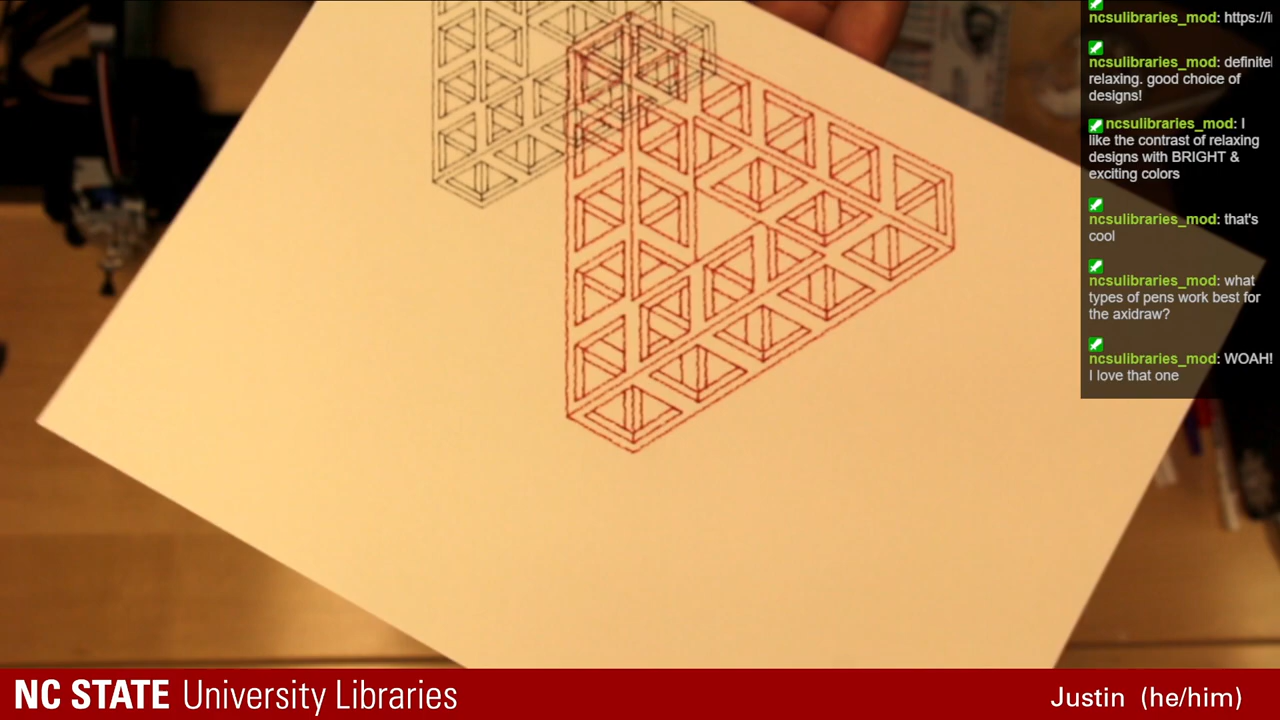 ncsulibraries_mod: https://i
ncsulibraries_mod: definitel
relaxing. good choice of
designs!
ncsulibraries_mod: I
like the contrast of relaxing
designs with BRIGHT &
exciting colors
ncsulibraries_mod: that's
cool
ncsulibraries_mod: what
types of pens work best for
the axidraw?
ncsulibraries_mod: WOAH!
I love that one
NC STATE University Libraries
Justin (he/him)